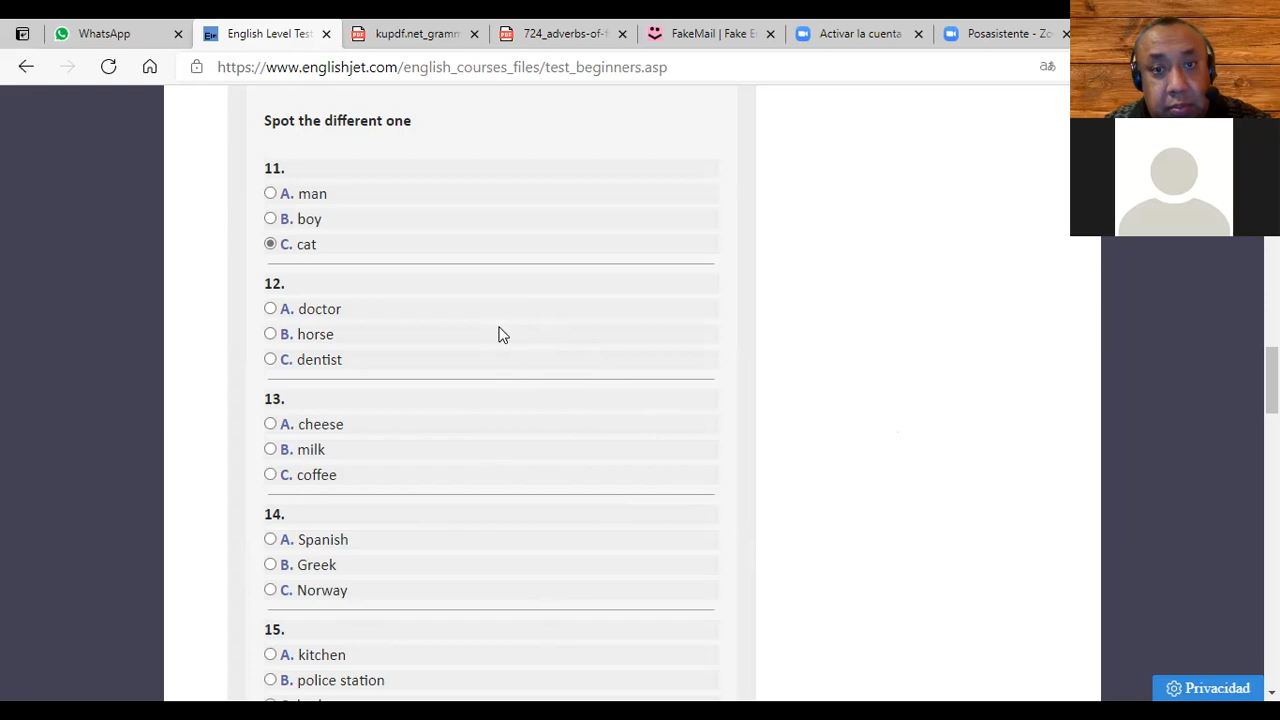 WhatsApp
English Level Tes
kupdf.net_gramn
724_adverbs-of-f
FakeMail | Fake E
Activar la cuenta
Posasistente - Zo
https://www.englishjet.com/english_courses_files/test_beginners.asp
Spot the different one
11.
A. man
B. boy
C. cat
12.
A. doctor
B. horse
C. dentist
13.
A. cheese
B. milk
C. coffee
14.
A. Spanish
B. Greek
C. Norway
15.
A. kitchen
B. police station
Privacidad